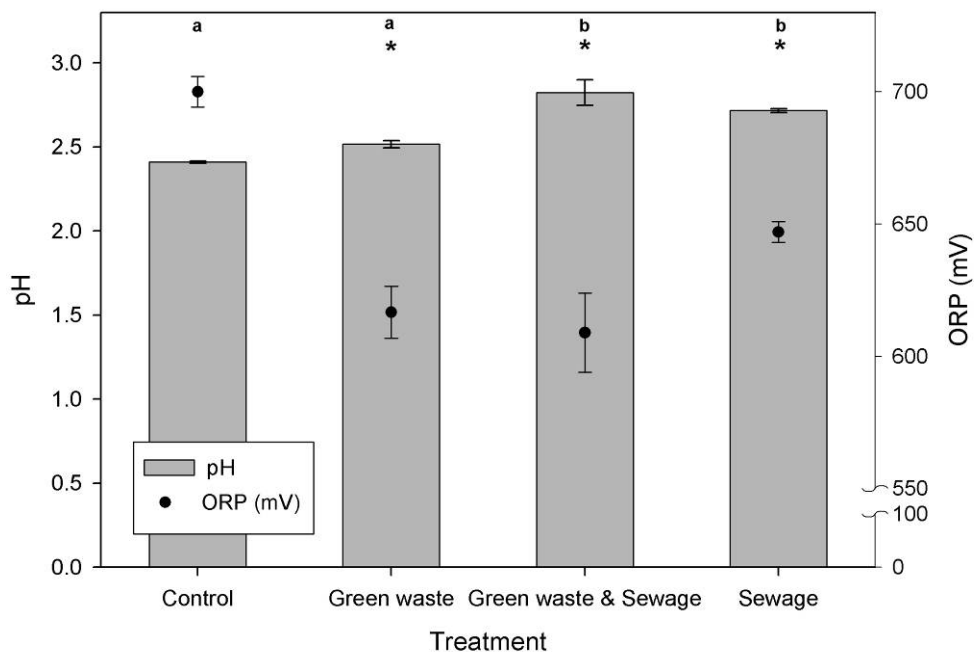 a a b b
* * *
3.0
2.5
2.0
1.5
1.0
0.5
0.0
pH
700
650
600
550
100
0
ORP (mV)
pH
ORP (mV)
Control Green waste Green waste & Sewage Sewage
Treatment